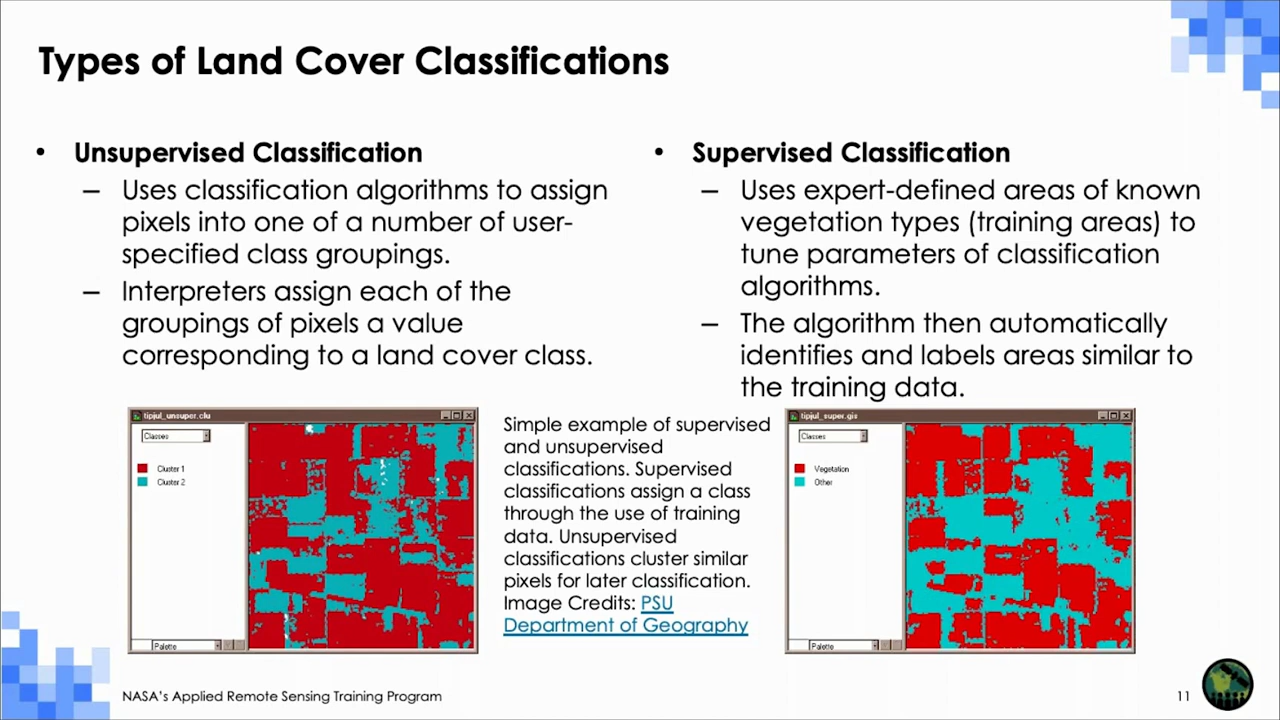 Types of Land Cover Classifications
• Unsupervised Classification
– Uses classification algorithms to assign
pixels into one of a number of user-
specified class groupings.
– Interpreters assign each of the
groupings of pixels a value
corresponding to a land cover class.
• Supervised Classification
– Uses expert-defined areas of known
vegetation types (training areas) to
tune parameters of classification
algorithms.
– The algorithm then automatically
identifies and labels areas similar to
the training data.
tipjul_unsuper.clu
Classes
Cluster 1
Cluster 2
Palette
Simple example of supervised
and unsupervised
classifications. Supervised
classifications assign a class
through the use of training
data. Unsupervised
classifications cluster similar
pixels for later classification.
Image Credits: PSU
Department of Geography
tipjul_super.gis
Classes
Vegetation
Other
Palette
NASA's Applied Remote Sensing Training Program
11